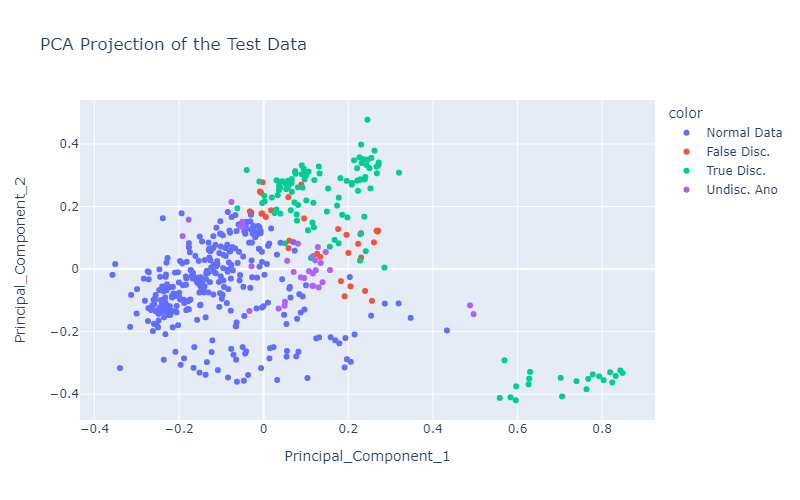 PCA Projection of the Test Data
color
Normal Data
False Disc.
True Disc.
Undisc. Ano
Principal_Component_2
0.4
0.2
0
−0.2
−0.4
−0.4
−0.2
0
0.2
0.4
0.6
0.8
Principal_Component_1